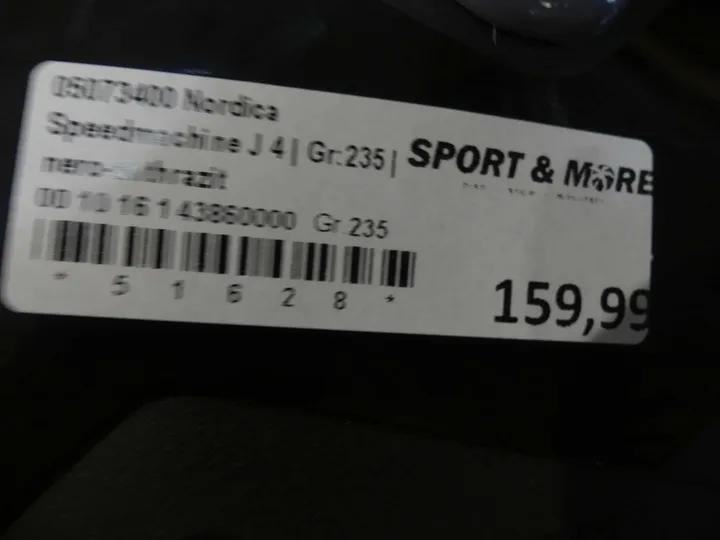 05073400 Nordica
Speedmachine J 4 | Gr.:235 |
nero-anthrazit
00 10 16 1 43860000 Gr.235
* 5 1 6 2 8 *
SPORT & MORE
159,99